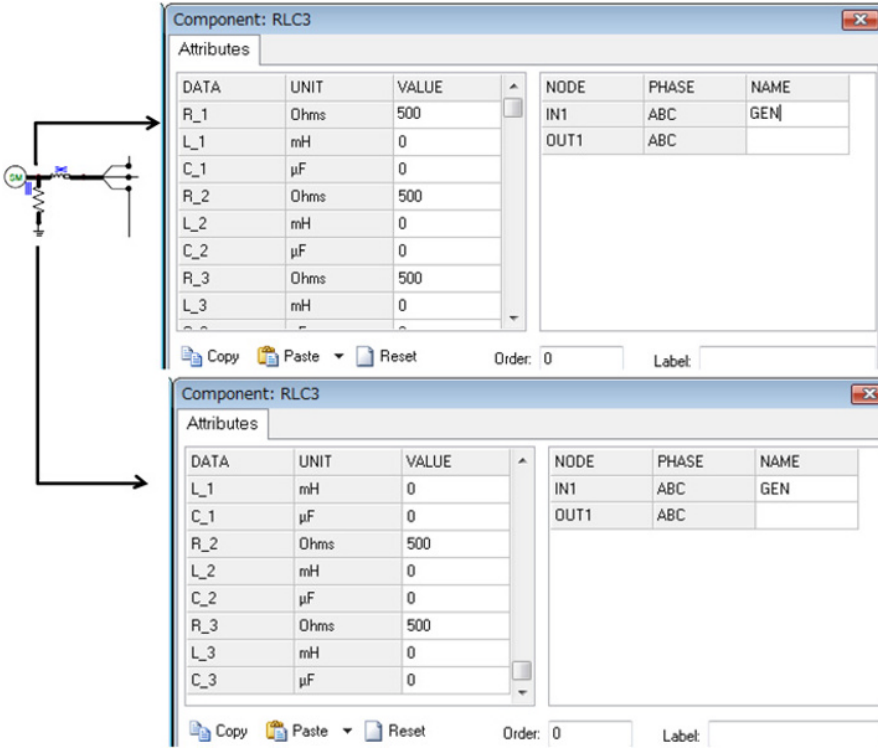 Component: RLC3
Attributes
DATA UNIT VALUE
R_1 Ohms 500
L_1 mH 0
C_1 µF 0
R_2 Ohms 500
L_2 mH 0
C_2 µF 0
R_3 Ohms 500
L_3 mH 0
NODE PHASE NAME
IN1 ABC GEN
OUT1 ABC
Copy Paste Reset Order: 0 Label:
SM
Component: RLC3
Attributes
DATA UNIT VALUE
L_1 mH 0
C_1 µF 0
R_2 Ohms 500
L_2 mH 0
C_2 µF 0
R_3 Ohms 500
L_3 mH 0
C_3 µF 0
NODE PHASE NAME
IN1 ABC GEN
OUT1 ABC
Copy Paste Reset Order: 0 Label: